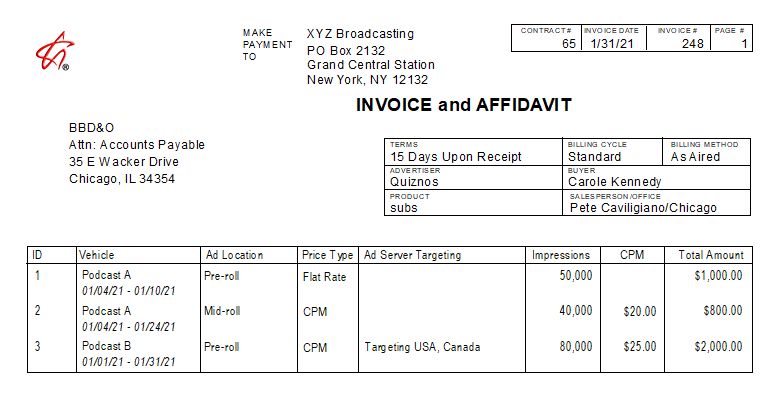 MAKE PAYMENT TO
XYZ Broadcasting
PO Box 2132
Grand Central Station
New York, NY 12132
CONTRACT# INVOICE DATE INVOICE # PAGE #
65 1/31/21 248 1
®
INVOICE and AFFIDAVIT
BBD&O
Attn: Accounts Payable
35 E Wacker Drive
Chicago, IL 34354
TERMS BILLING CYCLE BILLING METHOD
15 Days Upon Receipt Standard As Aired
ADVERTISER BUYER
Quiznos Carole Kennedy
PRODUCT SALESPERSON/OFFICE
subs Pete Caviligiano/Chicago
ID Vehicle Ad Location Price Type Ad Server Targeting Impressions CPM Total Amount
1 Podcast A Pre-roll Flat Rate 50,000 $1,000.00
01/04/21 - 01/10/21
2 Podcast A Mid-roll CPM 40,000 $20.00 $800.00
01/04/21 - 01/24/21
3 Podcast B Pre-roll CPM Targeting USA, Canada 80,000 $25.00 $2,000.00
01/01/21 - 01/31/21